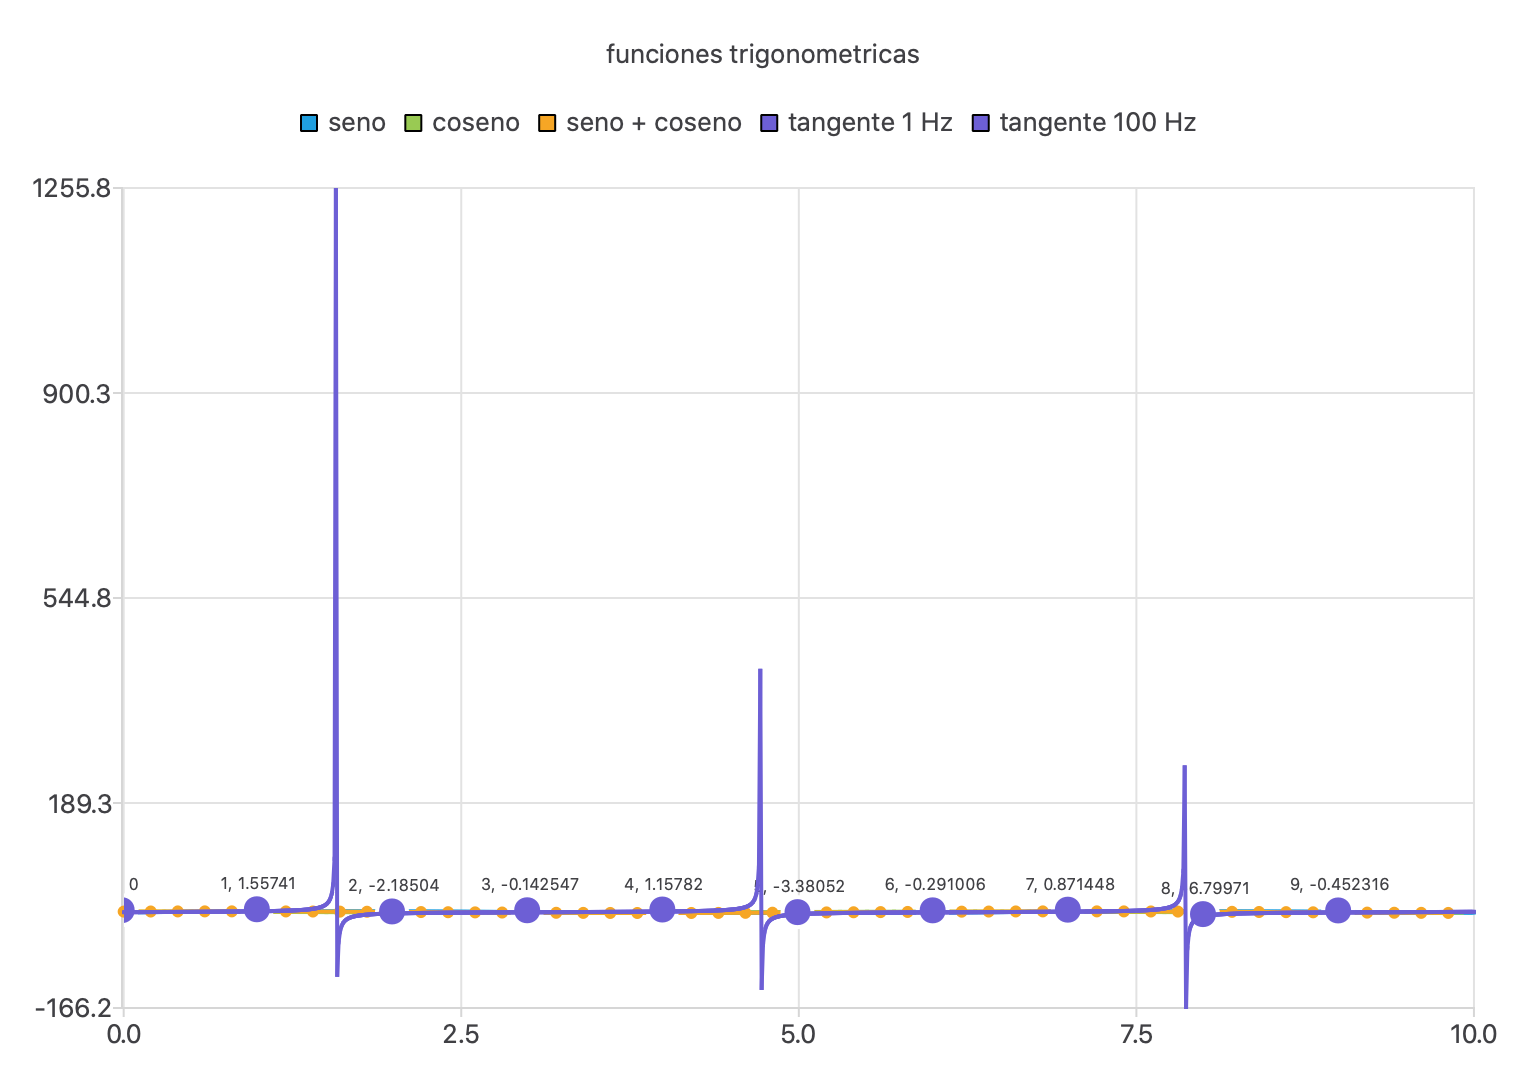 funciones trigonometricas
seno coseno seno + coseno tangente 1 Hz tangente 100 Hz
1255.8
900.3
544.8
189.3
0 1, 1.55741 2, -2.18504 3, -0.142547 4, 1.15782 5, -3.38052 6, -0.291006 7, 0.871448 8, -6.79971 9, -0.452316
-166.2
0.0 2.5 5.0 7.5 10.0